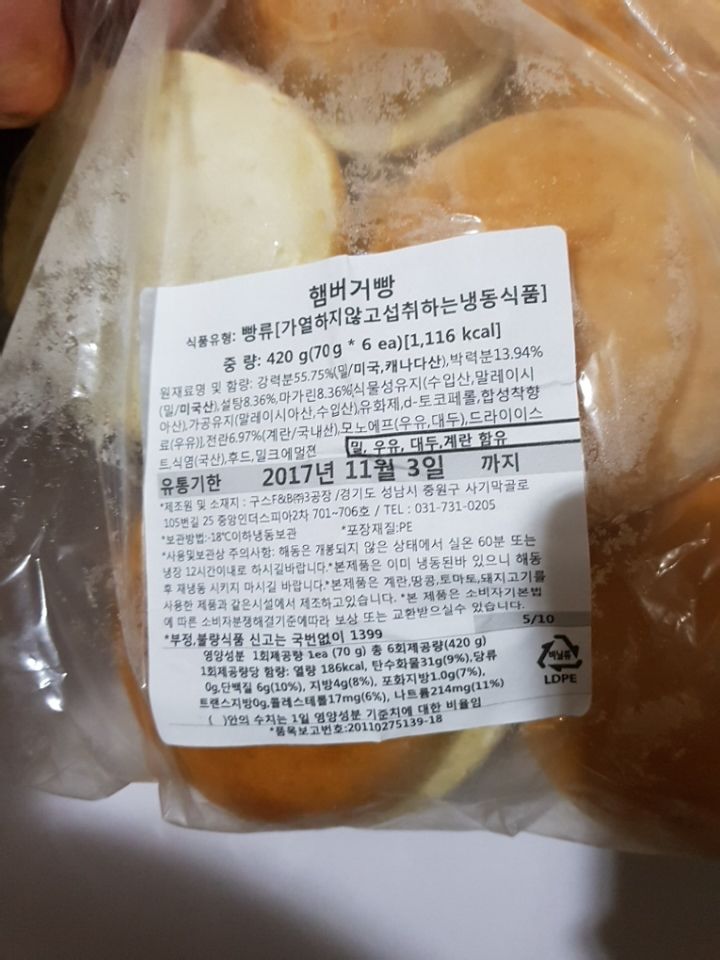 햄버거빵
식품유형: 빵류[가열하지않고섭취하는냉동식품]
중 량: 420 g(70g * 6 ea)[1,116 kcal]
원재료명 및 함량: 강력분55.75%(밀/미국,캐나다산),박력분13.94%
(밀/미국산),설탕8.36%,마가린8.36%[식물성유지(수입산,말레이시
아산),가공유지(말레이시아산,수입산),유화제,d-토코페롤,합성착향
료(우유)],전란6.97%(계란/국내산),모노에프(우유,대두),드라이이스
트,식염(국산),후드,밀크에멀젼 밀, 우유, 대두,계란 함유
유통기한 2017년 11월 3일 까지
*제조원 및 소재지 : 구스F&B㈜3공장 /경기도 성남시 중원구 사기막골로
105번길 25 중앙인더스피아2차 701~706호 / TEL : 031-731-0205
*보관방법:-18℃이하냉동보관 *포장재질:PE
*사용및보관상 주의사항: 해동은 개봉되지 않은 상태에서 실온 60분 또는
냉장 12시간이내로 하시길바랍니다.*본제품은 이미 냉동된바 있으니 해동
후 재냉동 시키지 마시길 바랍니다.*본제품은 계란,땅콩,토마토,돼지고기를
사용한 제품과 같은시설에서 제조하고있습니다. *본 제품은 소비자기본법
에 따른 소비자분쟁해결기준에따라 보상 또는 교환받으실수 있습니다.
*부정,불량식품 신고는 국번없이 1399 5/10
영양성분 1회제공량 1ea (70 g) 총 6회제공량(420 g)
1회제공량당 함량: 열량 186kcal, 탄수화물31g(9%),당류
0g,단백질 6g(10%), 지방4g(8%), 포화지방1.0g(7%),
트랜스지방0g,콜레스테롤17mg(6%), 나트륨214mg(11%)
( )안의 수치는 1일 영양성분 기준치에 대한 비율임
*품목보고번호:20110275139-18
비닐류
LDPE